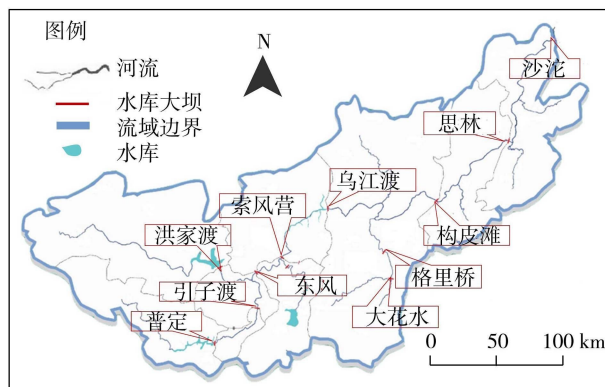 图例
河流
水库大坝
流域边界
水库
N
沙沱
思林
乌江渡
索风营
洪家渡
构皮滩
格里桥
东风
引子渡
大花水
普定
0 50 100 km